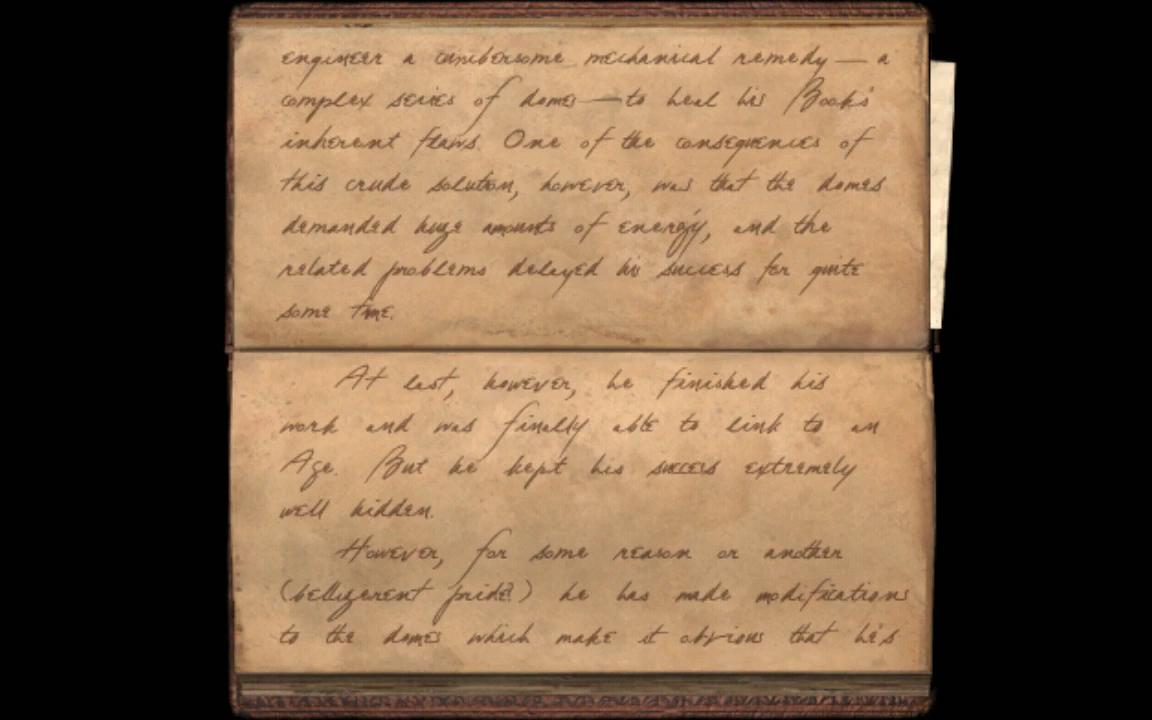 engineer a cumbersome mechanical remedy — a
complex series of domes — to heal his Books'
inherent flaws. One of the consequences of
this crude solution, however, was that the domes
demanded huge amounts of energy, and the
related problems delayed his success for quite
some time.
At last, however, he finished his
work and was finally able to link to an
Age. But he kept his success extremely
well hidden.
However, for some reason or another
(belligerent pride?) he has made modifications
to the domes which make it obvious that he's